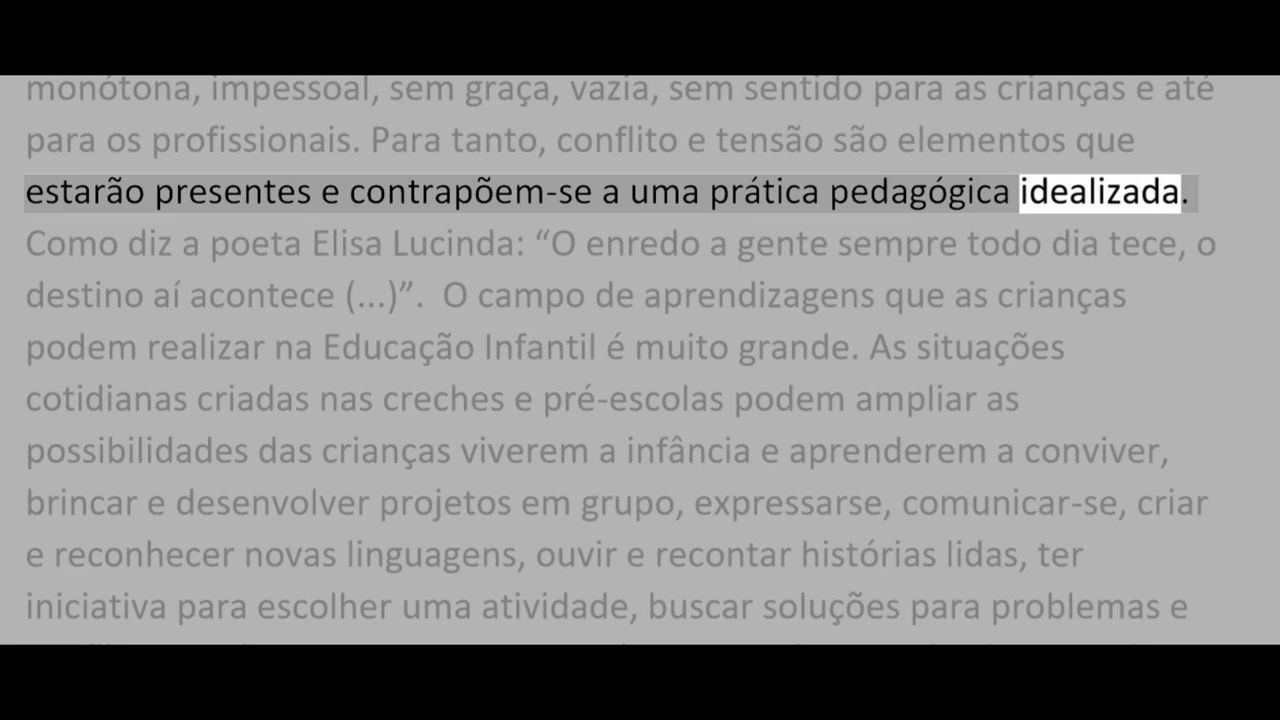 monótona, impessoal, sem graça, vazia, sem sentido para as crianças e até
para os profissionais. Para tanto, conflito e tensão são elementos que
estarão presentes e contrapõem-se a uma prática pedagógica idealizada.
Como diz a poeta Elisa Lucinda: “O enredo a gente sempre todo dia tece, o
destino aí acontece (...)”.  O campo de aprendizagens que as crianças
podem realizar na Educação Infantil é muito grande. As situações
cotidianas criadas nas creches e pré-escolas podem ampliar as
possibilidades das crianças viverem a infância e aprenderem a conviver,
brincar e desenvolver projetos em grupo, expressarse, comunicar-se, criar
e reconhecer novas linguagens, ouvir e recontar histórias lidas, ter
iniciativa para escolher uma atividade, buscar soluções para problemas e